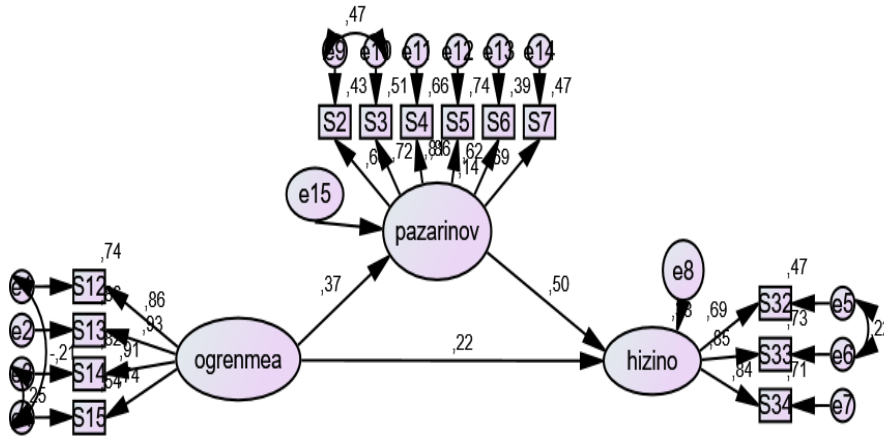 ,47
e9 e10 e11 e12 e13 e14
,43 ,51 ,66 ,74 ,39 ,47
S2 S3 S4 S5 S6 S7
,72 ,86 ,62 ,69
,14
e15
pazarinov
,74
S12
,86
e2 S13 ,93
-,21 S14 ,91
,25 S15
ogrenmea
,37
,50
,22
e8
hizino
,69 ,85 ,84
,47
S32 e5
,73
S33 e6
,71
S34 e7